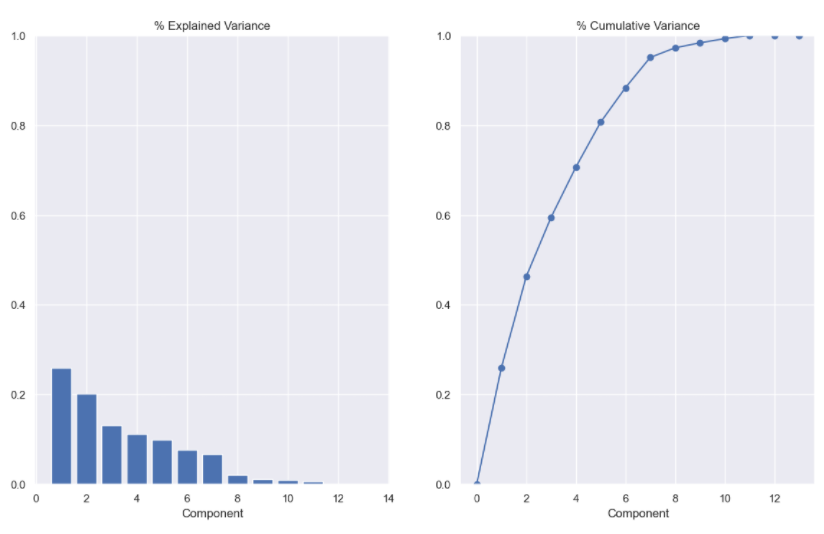 % Explained Variance
1.0
0.8
0.6
0.4
0.2
0.0
0 2 4 6 8 10 12 14
Component
% Cumulative Variance
1.0
0.8
0.6
0.4
0.2
0.0
0 2 4 6 8 10 12
Component